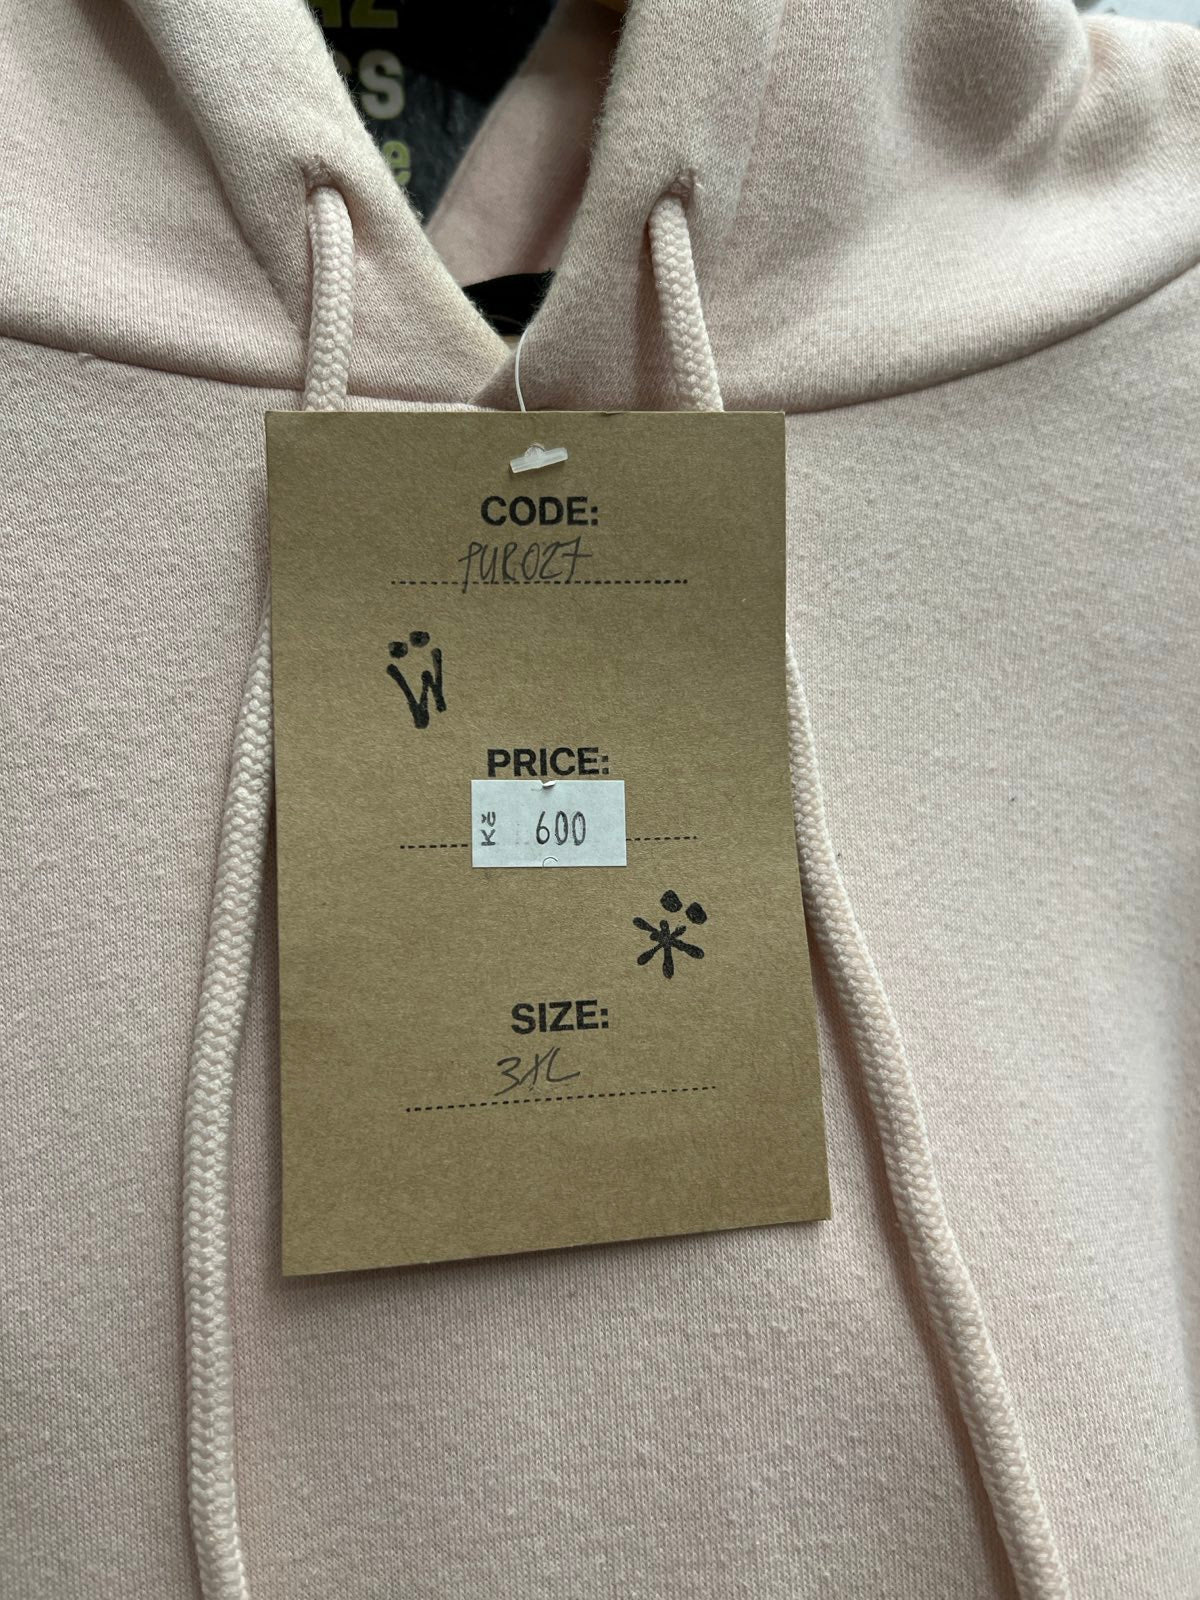 CODE:
PUR027
Ẅ
PRICE:
Kč 600
SIZE:
3XL